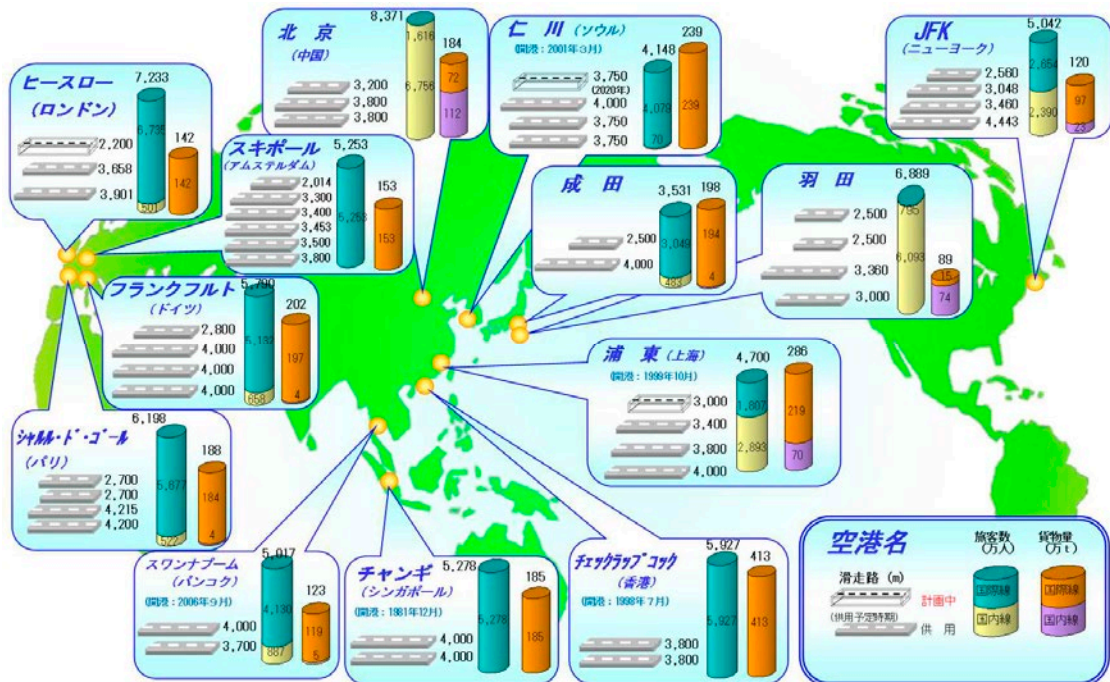 ヒースロー
(ロンドン)
7,233
6,736
501
142
142
2,200
3,658
3,901
北 京
(中国)
8,371
1,616
6,756
184
72
112
3,200
3,800
3,800
仁 川 (ソウル)
(開港:2001年3月)
4,148
4,079
70
239
239
3,750
(2020年)
4,000
3,750
3,750
JFK
(ニューヨーク)
5,042
2,654
2,390
120
97
23
2,560
3,048
3,460
4,443
スキポール
(アムステルダム)
5,253
5,253
153
153
2,014
3,300
3,400
3,453
3,500
3,800
成 田
3,531
3,049
483
198
194
4
2,500
4,000
羽 田
6,889
795
6,093
89
15
74
2,500
2,500
3,360
3,000
フランクフルト
(ドイツ)
5,790
5,132
658
202
197
4
2,800
4,000
4,000
4,000
浦 東 (上海)
(開港:1999年10月)
4,700
1,807
2,893
286
219
70
3,000
3,400
3,800
4,000
シャルル・ド・ゴール
(パリ)
6,198
5,677
522
188
184
4
2,700
2,700
4,215
4,200
スワンナプーム
(バンコク)
(開港:2006年9月)
5,017
4,130
887
123
119
5
4,000
3,700
チャンギ
(シンガポール)
(開港:1981年12月)
5,278
5,278
185
185
4,000
4,000
チェックラップコック
(香港)
(開港:1998年7月)
5,927
5,927
413
413
3,800
3,800
空港名
旅客数
(万人)
貨物量
(万t)
滑走路 (m)
計画中
(供用予定時期)
供 用
国際線
国内線
国際線
国内線